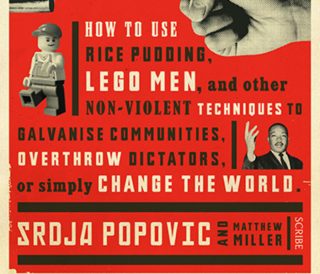 HOW TO USE
RICE PUDDING,
LEGO MEN, and other
NON-VIOLENT TECHNIQUES TO
GALVANISE COMMUNITIES,
OVERTHROW DICTATORS,
or simply CHANGE THE WORLD.
SRDJA POPOVIC AND MATTHEW MILLER
SCRIBE